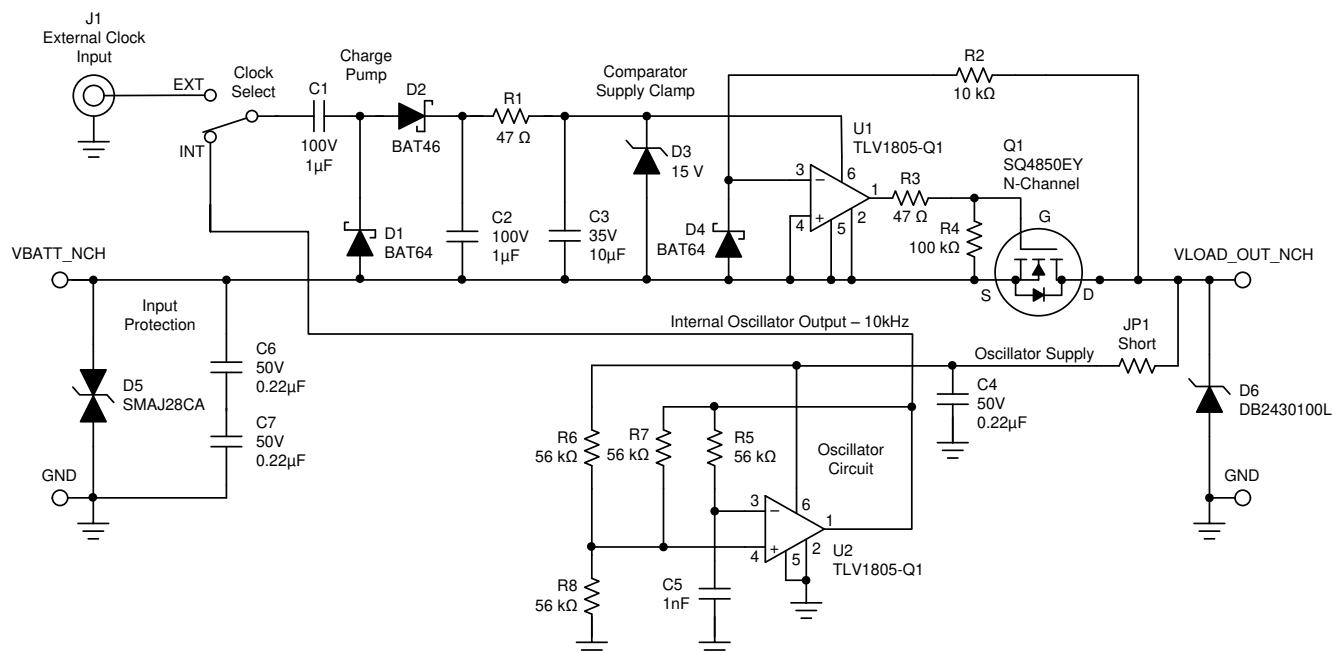 J1
External Clock
Input
EXT
Clock
Select
INT
Charge
Pump
C1
100V
1µF
D2
BAT46
R1
47 Ω
D1
BAT64
C2
100V
1µF
C3
35V
10µF
Comparator
Supply Clamp
D3
15 V
R2
10 kΩ
U1
TLV1805-Q1
3
4
6
1
5
2
−
+
D4
BAT64
R3
47 Ω
R4
100 kΩ
Q1
SQ4850EY
N-Channel
G
S
D
VBATT_NCH
VLOAD_OUT_NCH
Input
Protection
D5
SMAJ28CA
C6
50V
0.22µF
C7
50V
0.22µF
GND
Internal Oscillator Output – 10kHz
Oscillator Supply
JP1
Short
C4
50V
0.22µF
D6
DB2430100L
GND
R6
56 kΩ
R7
56 kΩ
R5
56 kΩ
Oscillator
Circuit
3
4
6
1
5
2
−
+
U2
TLV1805-Q1
R8
56 kΩ
C5
1nF